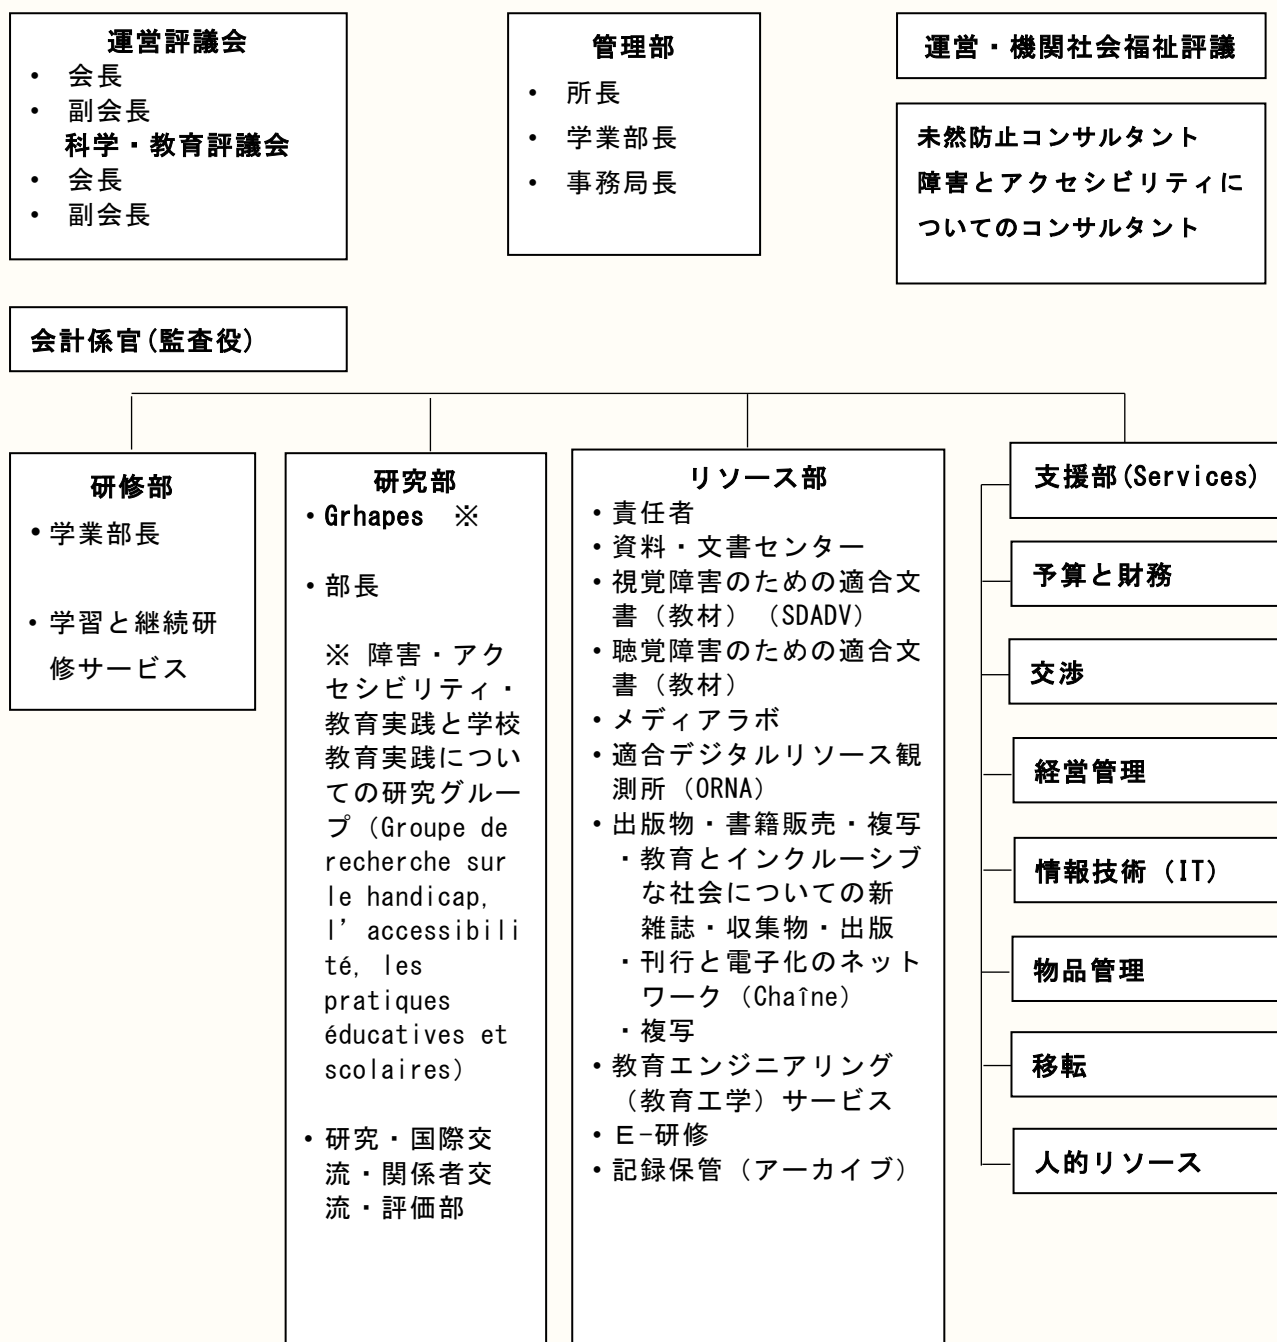 運営評議会
・ 会長
・ 副会長
科学・教育評議会
・ 会長
・ 副会長
管理部
・ 所長
・ 学業部長
・ 事務局長
運営・機関社会福祉評議
未然防止コンサルタント
障害とアクセシビリティに
ついてのコンサルタント
会計係官(監査役)
研修部
・学業部長
・学習と継続研
修サービス
研究部
・Grhapes ※
・部長
※ 障害・アク
セシビリティ・
教育実践と学校
教育実践につい
ての研究グルー
プ（Groupe de
recherche sur
le handicap,
l’accessibili
té, les
pratiques
éducatives et
scolaires）
・研究・国際交
流・関係者交
流・評価部
リソース部
・責任者
・資料・文書センター
・視覚障害のための適合文
書（教材）（SDADV）
・聴覚障害のための適合文
書（教材）
・メディアラボ
・適合デジタルリソース観
測所（ORNA）
・出版物・書籍販売・複写
・教育とインクルーシブ
な社会についての新
雑誌・収集物・出版
・刊行と電子化のネット
ワーク（Chaîne）
・複写
・教育エンジニアリング
（教育工学）サービス
・Ｅ-研修
・記録保管（アーカイブ）
支援部(Services)
予算と財務
交渉
経営管理
情報技術（IT）
物品管理
移転
人的リソース